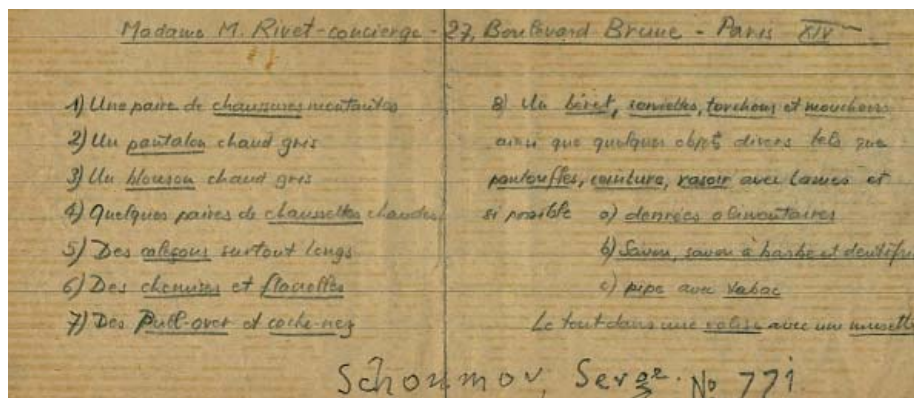 Madame M. Rivet-concierge - 27, Boulevard Brune - Paris XIV
1) Une paire de chaussures montantes
2) Un pantalon chaud gris
3) Un blouson chaud gris
4) Quelques paires de chaussettes chaudes
5) Des caleçons surtout longs
6) Des chemises et flanelles
7) Des Pull-over et cache-nez
8) Un béret, serviettes, torchons et mouchoirs
ainsi que quelques objets divers tels que
pantouffles, ceinture, rasoir avec lames et
si possible a) denrées alimentaires
b) Savon, savon à barbe et dentifri
c) pipe avec tabac
Le tout dans une valise avec une musette
Schoumov, Serge. No 771